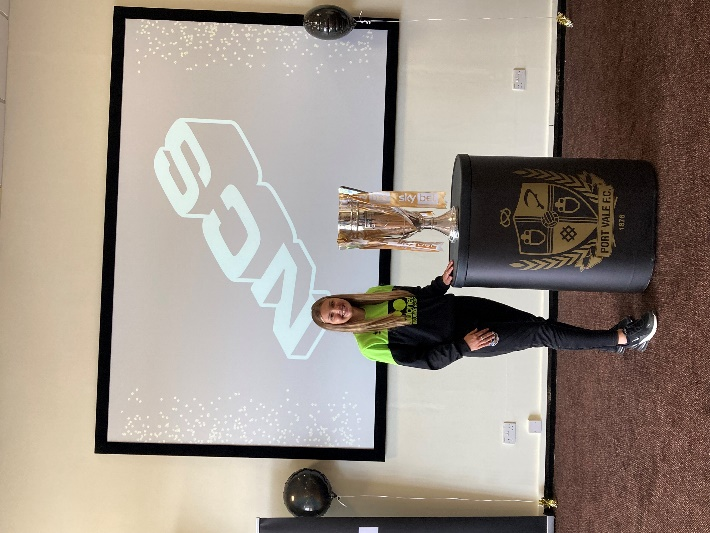 NCS
sky bet
PORT VALE F.C.
1876